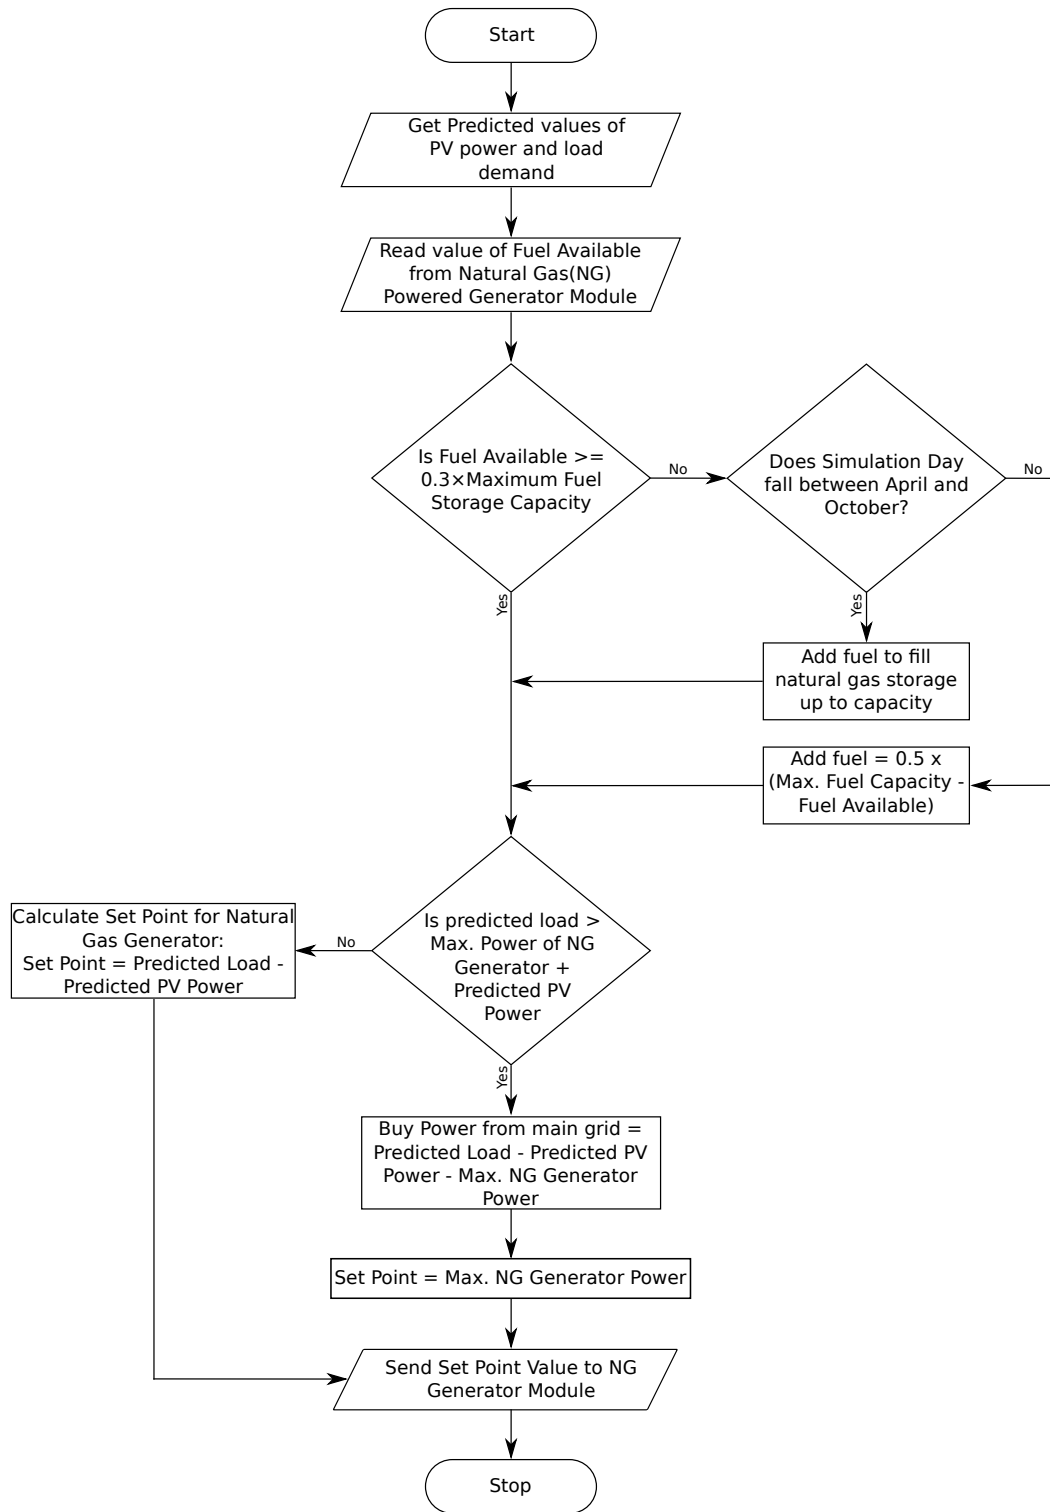 Start
Get Predicted values of
PV power and load
demand
Read value of Fuel Available
from Natural Gas(NG)
Powered Generator Module
Is Fuel Available >=
0.3×Maximum Fuel
Storage Capacity
No
Does Simulation Day
fall between April and
October?
No
Yes
Yes
Add fuel to fill
natural gas storage
up to capacity
Add fuel = 0.5 x
(Max. Fuel Capacity -
Fuel Available)
Is predicted load >
Max. Power of NG
Generator +
Predicted PV
Power
No
Calculate Set Point for Natural
Gas Generator:
Set Point = Predicted Load -
Predicted PV Power
Yes
Buy Power from main grid =
Predicted Load - Predicted PV
Power - Max. NG Generator
Power
Set Point = Max. NG Generator Power
Send Set Point Value to NG
Generator Module
Stop